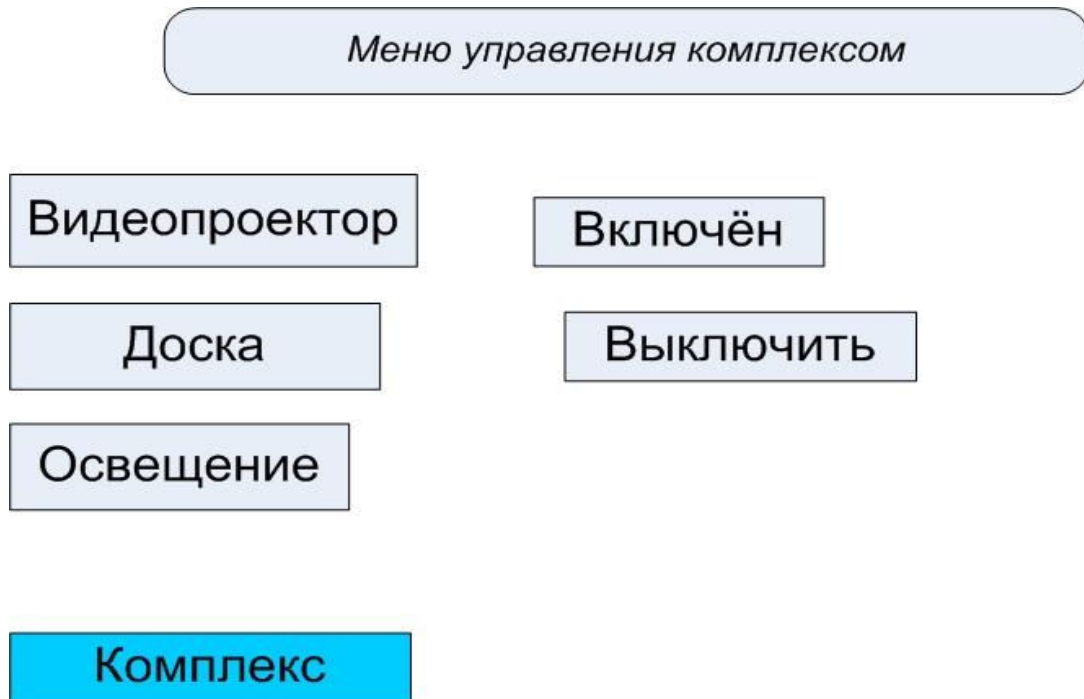 Меню управления комплексом
Видеопроектор
Включён
Доска
Выключить
Освещение
Комплекс